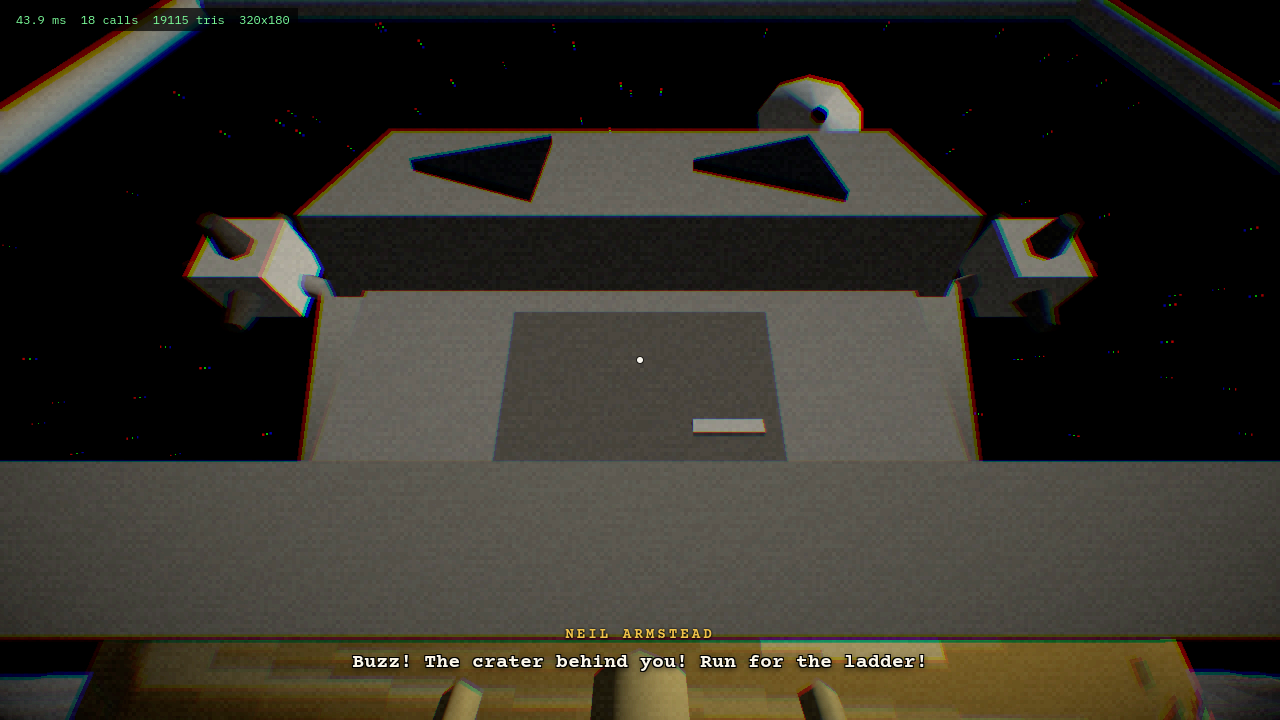 43.9 ms  18 calls  19115 tris  320x180
NEIL ARMSTEAD
Buzz! The crater behind you! Run for the ladder!